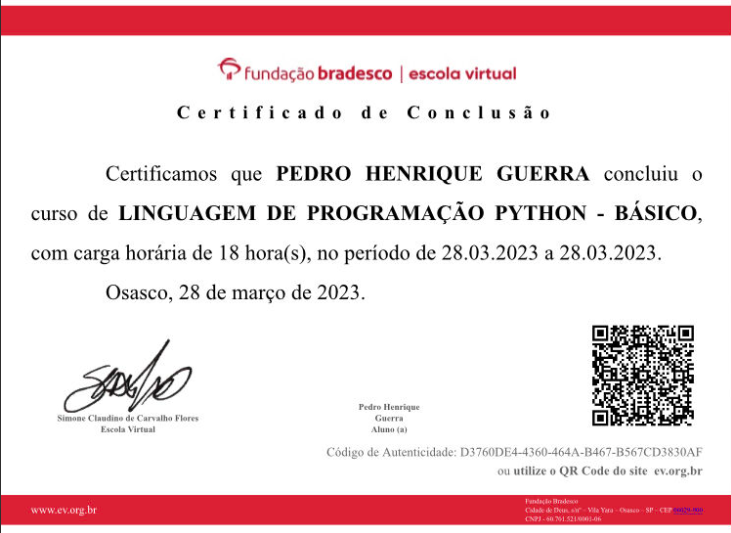 fundação bradesco | escola virtual
Certificado de Conclusão
Certificamos que PEDRO HENRIQUE GUERRA concluiu o
curso de LINGUAGEM DE PROGRAMAÇÃO PYTHON - BÁSICO,
com carga horária de 18 hora(s), no período de 28.03.2023 a 28.03.2023.
Osasco, 28 de março de 2023.
Simone Claudino de Carvalho Flores
Escola Virtual
Pedro Henrique
Guerra
Aluno (a)
Código de Autenticidade: D3760DE4-4360-464A-B467-B567CD3830AF
ou utilize o QR Code do site ev.org.br
www.ev.org.br
Fundação Bradesco
Cidade de Deus, s/nº – Vila Yara – Osasco – SP – CEP
CNPJ - 60.701.521/0001-06